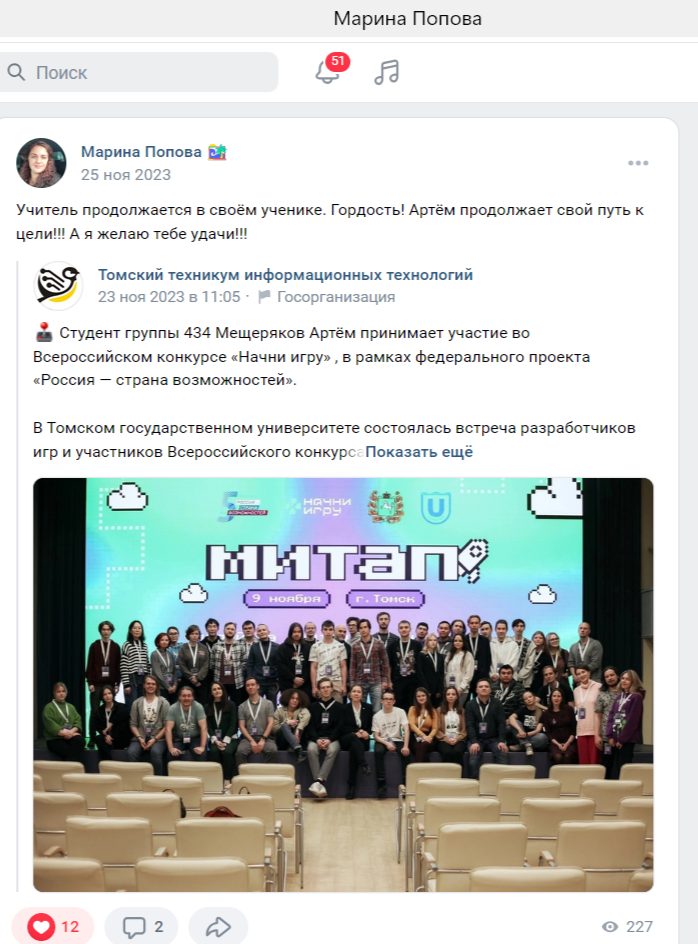 Марина Попова
Поиск
51
Марина Попова
25 ноя 2023
Учитель продолжается в своём ученике. Гордость! Артём продолжает свой путь к
цели!!! А я желаю тебе удачи!!!
Томский техникум информационных технологий
23 ноя 2023 в 11:05 · Госорганизация
Студент группы 434 Мещеряков Артём принимает участие во
Всероссийском конкурсе «Начни игру» , в рамках федерального проекта
«Россия — страна возможностей».
В Томском государственном университете состоялась встреча разработчиков
игр и участников Всероссийского конкурса Показать ещё
начни
игру
митап
9 ноября
г. Томск
12
2
227